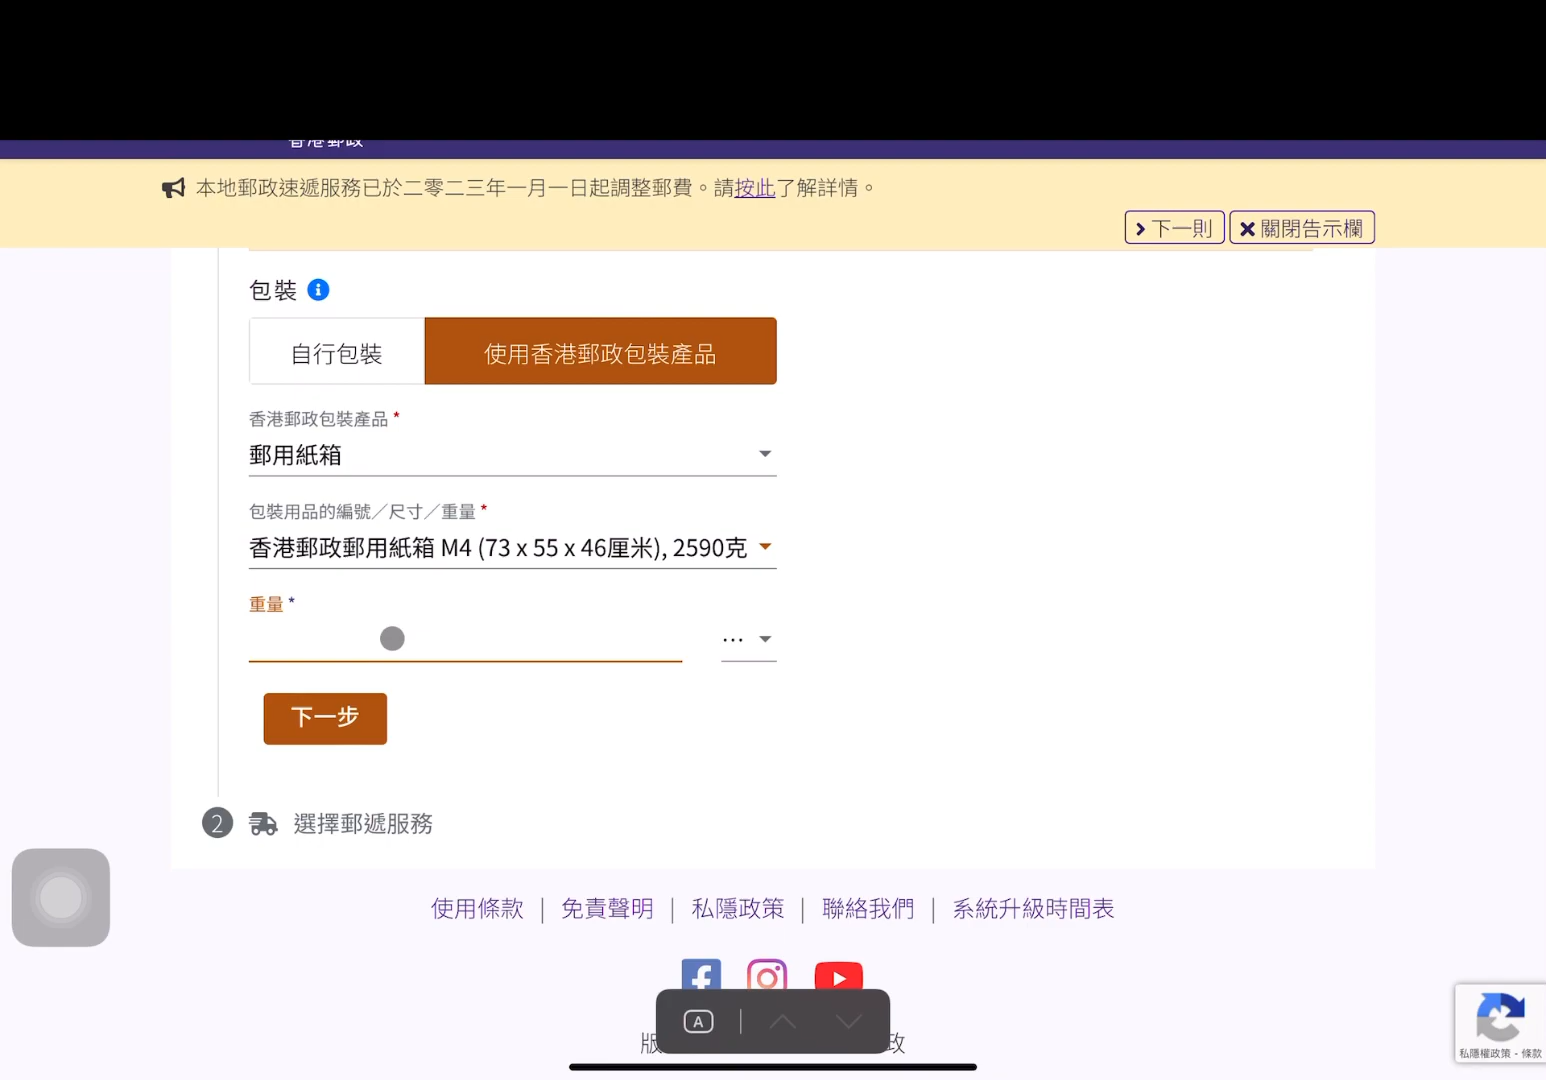 香港郵政
本地郵政速遞服務已於二零二三年一月一日起調整郵費。請按此了解詳情。
下一則 關閉告示欄
包裝
自行包裝 使用香港郵政包裝產品
香港郵政包裝產品 *
郵用紙箱
包裝用品的編號／尺寸／重量 *
香港郵政郵用紙箱 M4 (73 x 55 x 46厘米), 2590克
重量 *
...
下一步
2 選擇郵遞服務
使用條款 | 免責聲明 | 私隱政策 | 聯絡我們 | 系統升級時間表
A
版 政
私隱權政策 - 條款